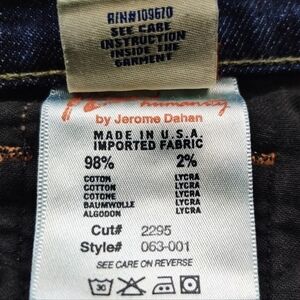 R/N#109670
SEE CARE
INSTRUCTION
INSIDE THE
GARMENT
humanity
by Jerome Dahan
MADE IN U.S.A.
IMPORTED FABRIC
98% 2%
COTON LYCRA
COTTON LYCRA
COTONE LYCRA
BAUMWOLLE LYCRA
ALGODON LYCRA
Cut# 2295
Style# 063-001
SEE CARE ON REVERSE